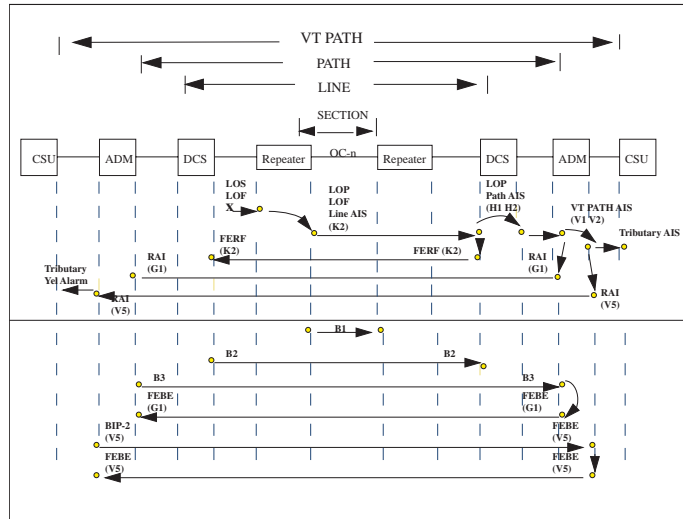 VT PATH
PATH
LINE
SECTION
OC-n
CSU
ADM
DCS
Repeater
Repeater
DCS
ADM
CSU
LOS
LOF
X
LOP
LOF
Line AIS
(K2)
LOP
Path AIS
(H1 H2)
VT PATH AIS
(V1 V2)
Tributary AIS
FERF
(K2)
FERF (K2)
RAI
(G1)
RAI
(G1)
Tributary
Yel Alarm
RAI
(V5)
RAI
(V5)
B1
B2
B2
B3
B3
FEBE
(G1)
FEBE
(G1)
BIP-2
(V5)
FEBE
(V5)
FEBE
(V5)
FEBE
(V5)